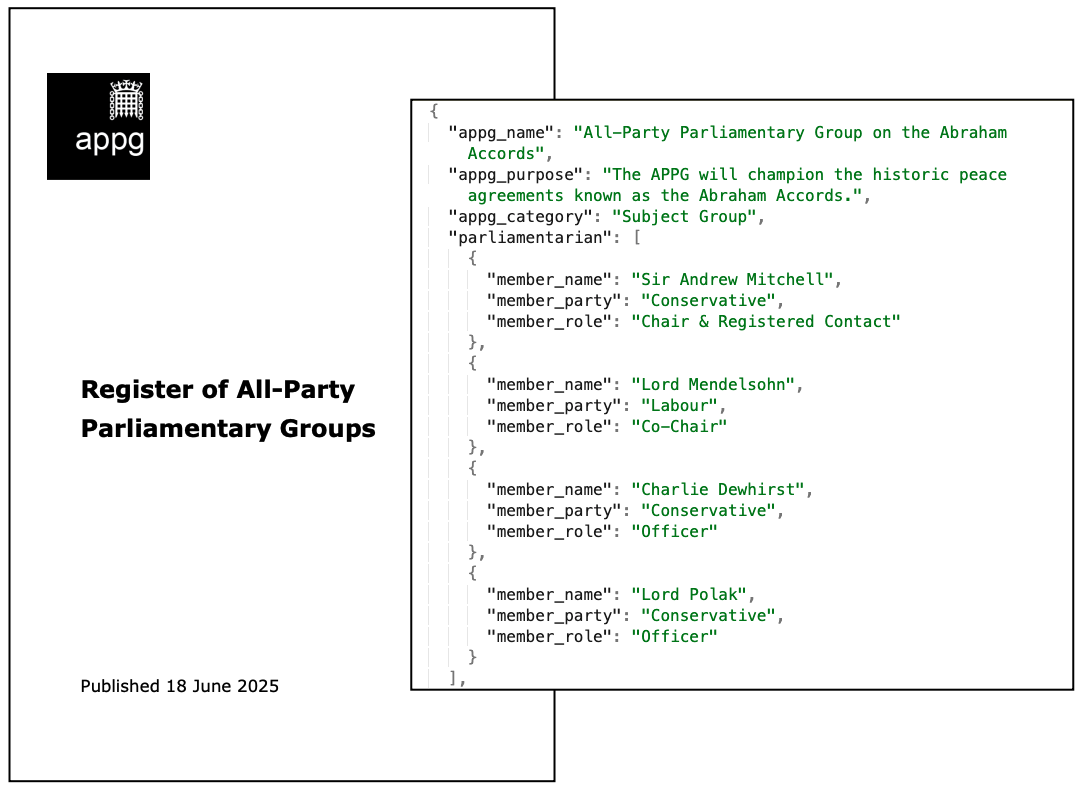 appg
Register of All-Party
Parliamentary Groups
Published 18 June 2025
{
"appg_name": "All-Party Parliamentary Group on the Abraham
Accords",
"appg_purpose": "The APPG will champion the historic peace
agreements known as the Abraham Accords.",
"appg_category": "Subject Group",
"parliamentarian": [
{
"member_name": "Sir Andrew Mitchell",
"member_party": "Conservative",
"member_role": "Chair & Registered Contact"
},
{
"member_name": "Lord Mendelsohn",
"member_party": "Labour",
"member_role": "Co-Chair"
},
{
"member_name": "Charlie Dewhirst",
"member_party": "Conservative",
"member_role": "Officer"
},
{
"member_name": "Lord Polak",
"member_party": "Conservative",
"member_role": "Officer"
}
],